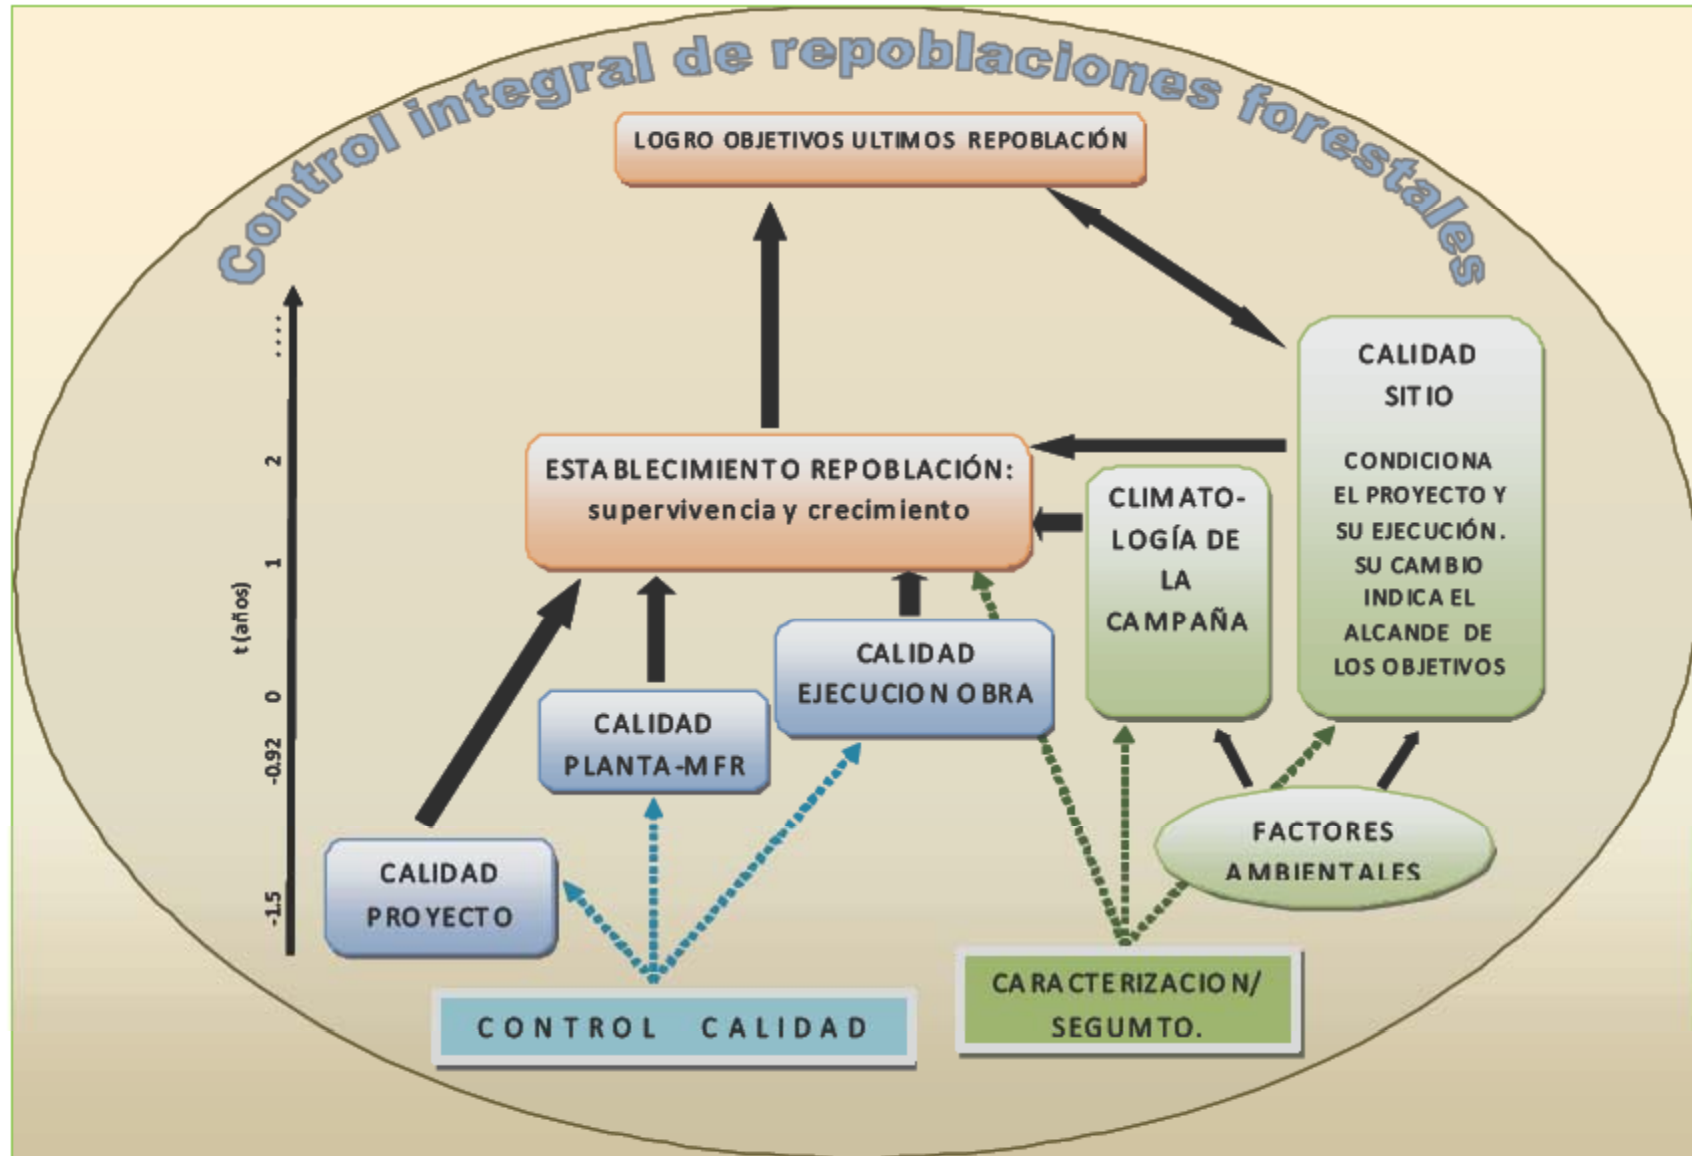 Control integral de repoblaciones forestales
LOGRO OBJETIVOS ULTIMOS REPOBLACIÓN
CALIDAD
SITIO
CONDICIONA
EL PROYECTO Y
SU EJECUCIÓN.
SU CAMBIO
INDICA EL
ALCANDE DE
LOS OBJETIVOS
ESTABLECIMIENTO REPOBLACIÓN:
supervivencia y crecimiento
CLIMATO-
LOGÍA DE
LA
CAMPAÑA
CALIDAD
EJECUCION OBRA
CALIDAD
PLANTA-MFR
CALIDAD
PROYECTO
FACTORES
AMBIENTALES
CONTROL CALIDAD
CARACTERIZACION/
SEGUMTO.
t (años)
-1.5
-0.92
0
1
2
....